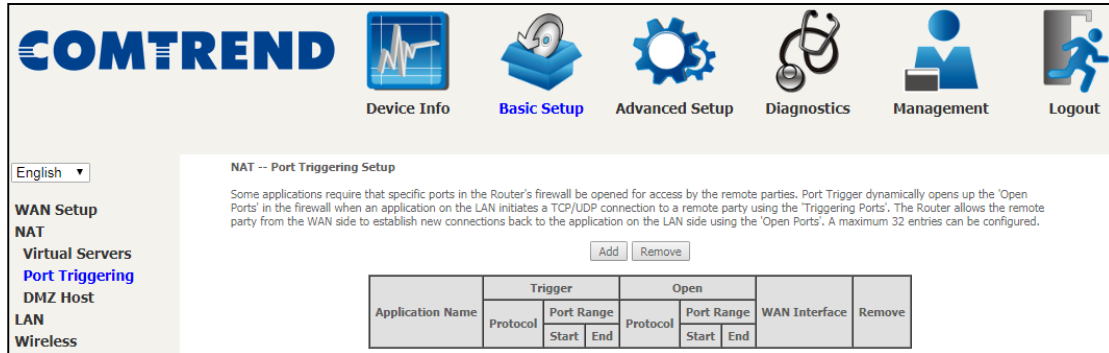 COMTREND
Device Info
Basic Setup
Advanced Setup
Diagnostics
Management
Logout
English
WAN Setup
NAT
Virtual Servers
Port Triggering
DMZ Host
LAN
Wireless
NAT -- Port Triggering Setup
Some applications require that specific ports in the Router's firewall be opened for access by the remote parties. Port Trigger dynamically opens up the 'Open
Ports' in the firewall when an application on the LAN initiates a TCP/UDP connection to a remote party using the 'Triggering Ports'. The Router allows the remote
party from the WAN side to establish new connections back to the application on the LAN side using the 'Open Ports'. A maximum 32 entries can be configured.
Add Remove
Application Name
Trigger
Open
WAN Interface
Remove
Protocol
Port Range
Protocol
Port Range
Start End
Start End